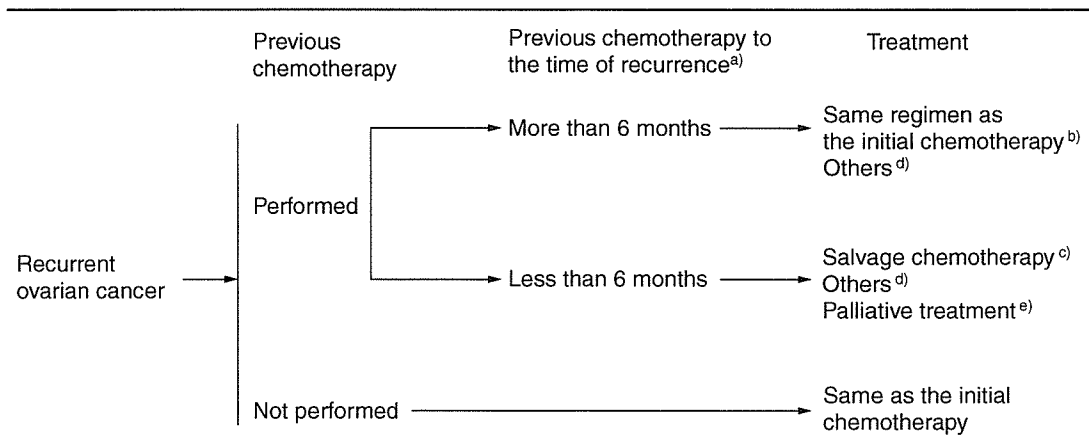 Previous
chemotherapy
Previous chemotherapy to
the time of recurrence a)
Treatment
More than 6 months
Same regimen as
the initial chemotherapy b)
Others d)
Performed
Recurrent
ovarian cancer
Less than 6 months
Salvage chemotherapy c)
Others d)
Palliative treatment e)
Not performed
Same as the initial
chemotherapy